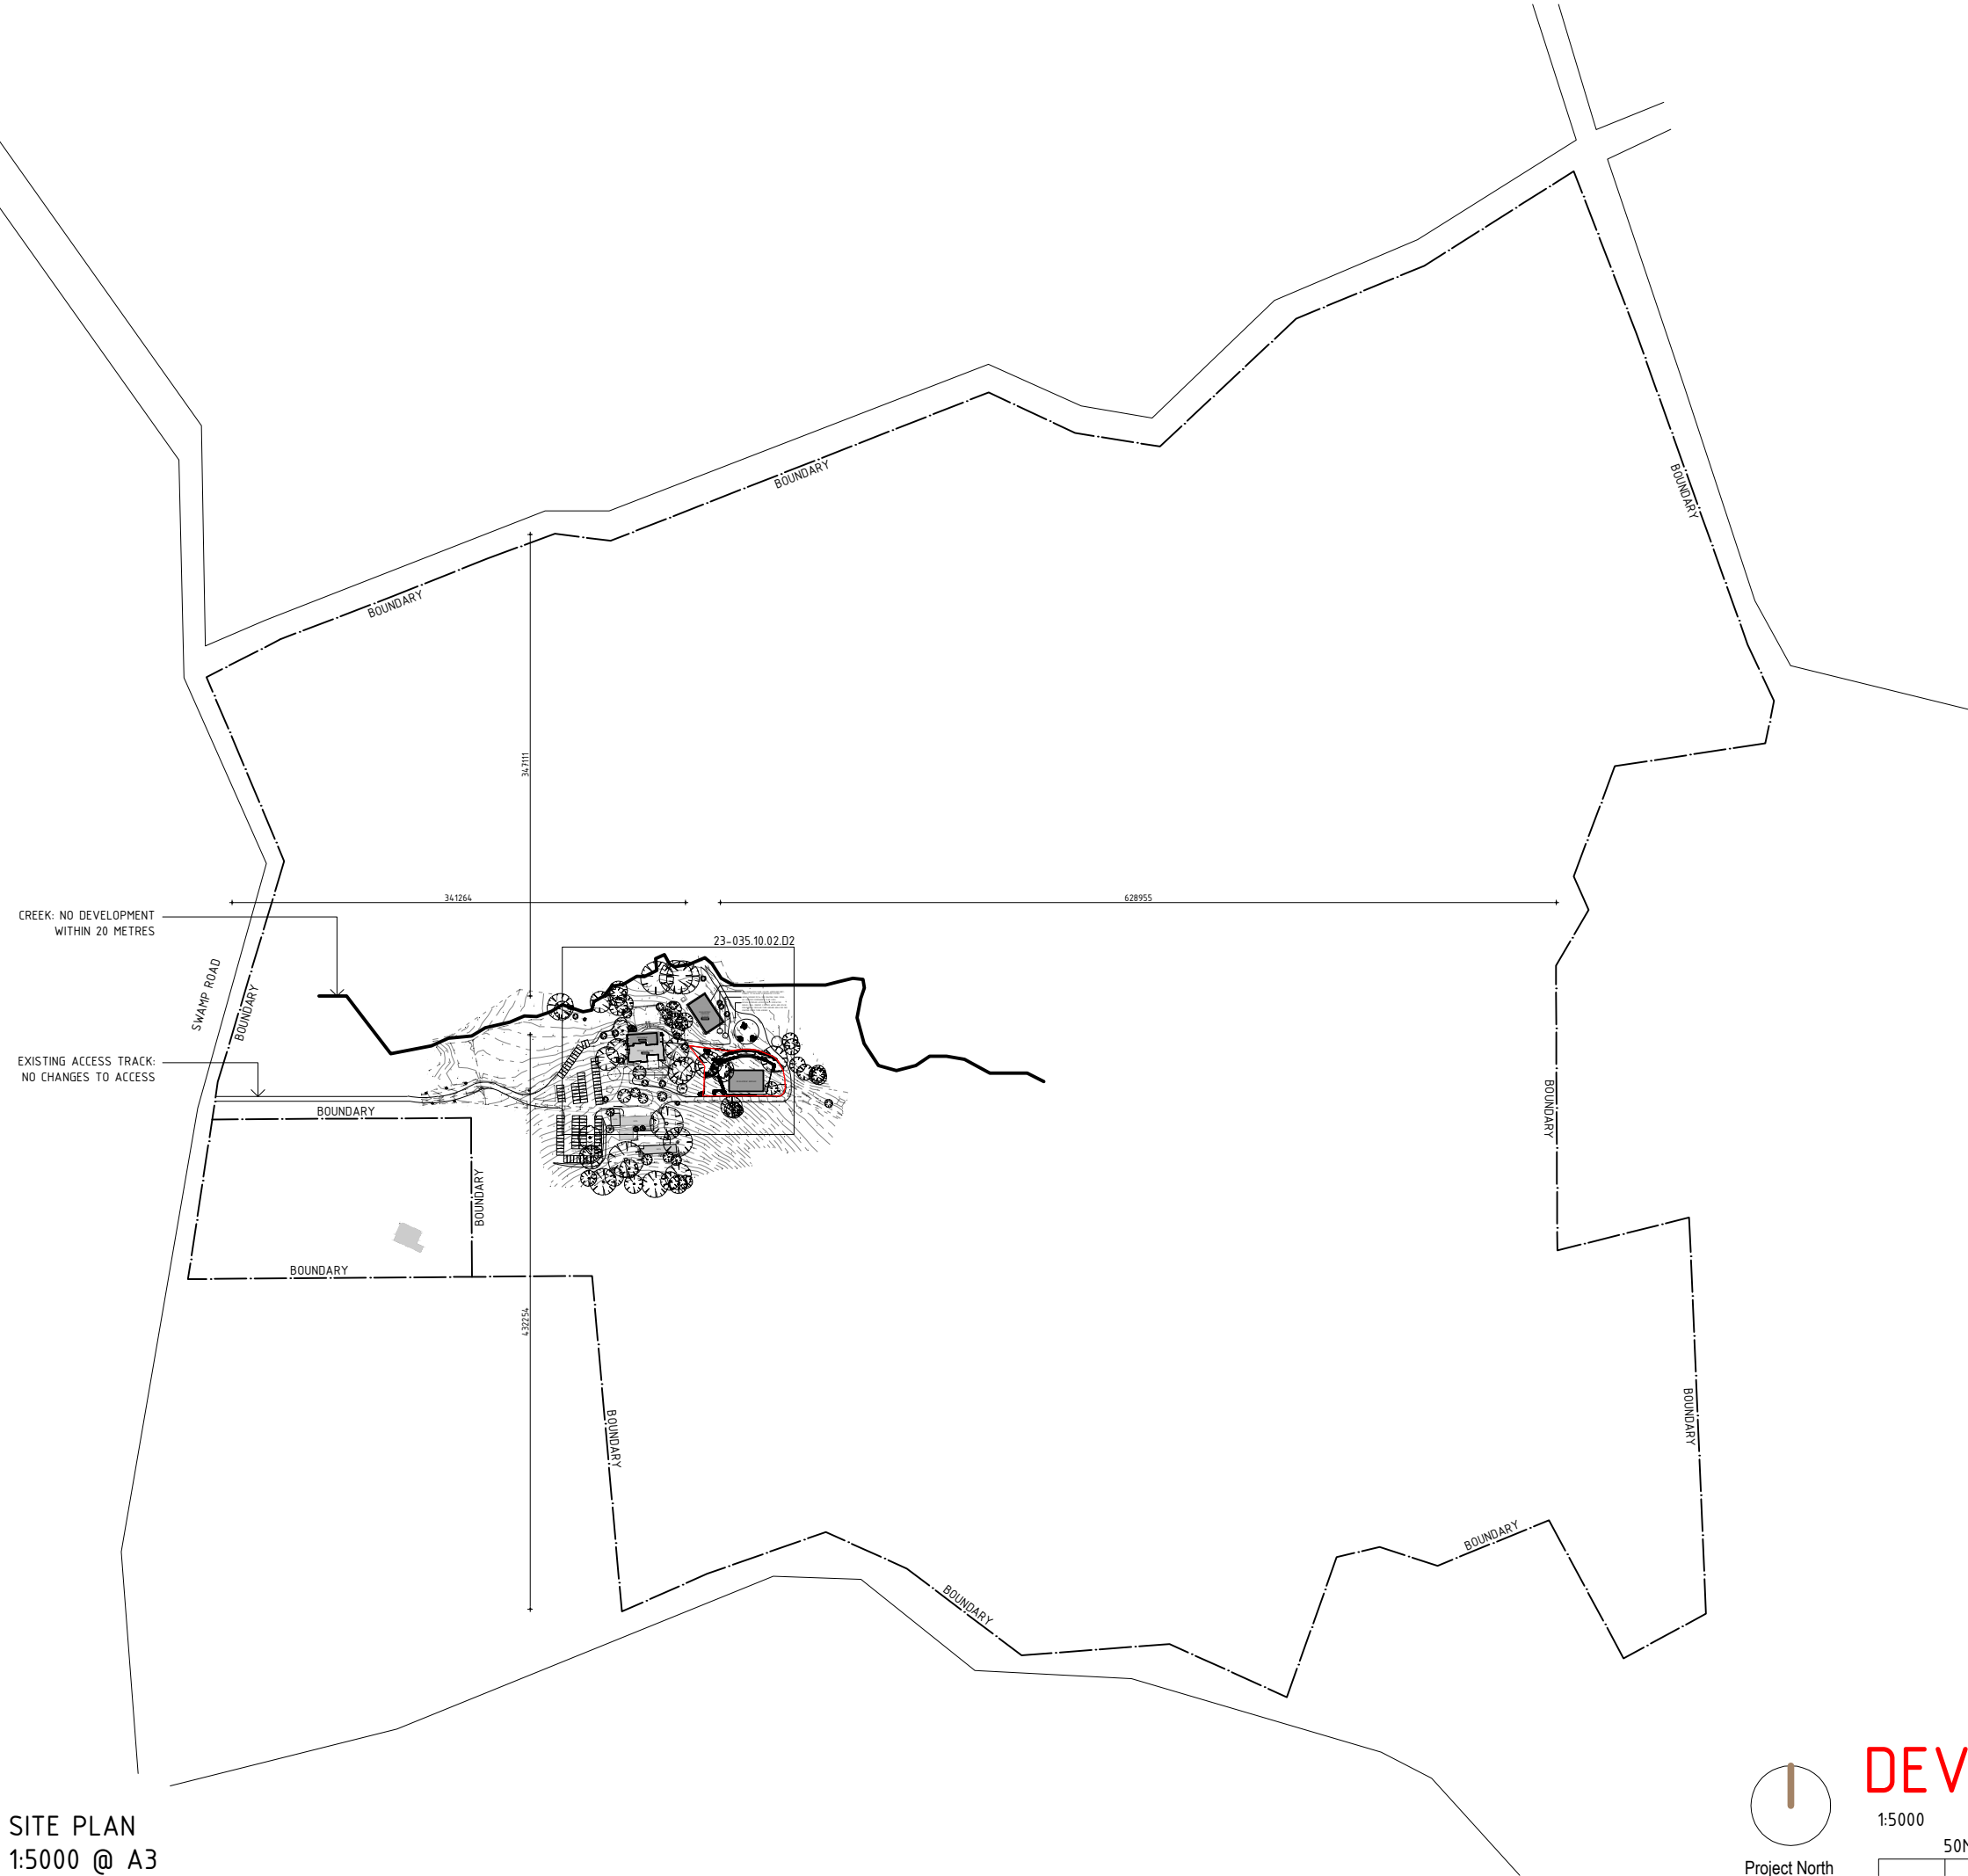 BOUNDARY
BOUNDARY
BOUNDARY
347111
341264
628955
CREEK: NO DEVELOPMENT
WITHIN 20 METRES
23-035.10.02.D2
SWAMP ROAD
BOUNDARY
EXISTING ACCESS TRACK:
NO CHANGES TO ACCESS
BOUNDARY
BOUNDARY
BOUNDARY
BOUNDARY
432254
BOUNDARY
BOUNDARY
BOUNDARY
BOUNDARY
DEV
1:5000
SITE PLAN
1:5000 @ A3
Project North